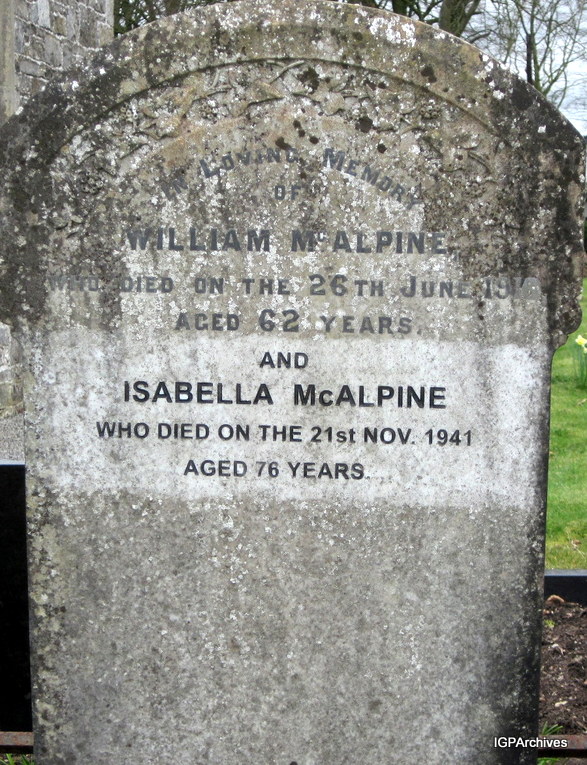 In Loving Memory
OF
WILLIAM McALPINE,
WHO DIED ON THE 26TH JUNE
AGED 62 YEARS.
AND
ISABELLA McALPINE
WHO DIED ON THE 21st NOV. 1941
AGED 76 YEARS.
IGPArchives